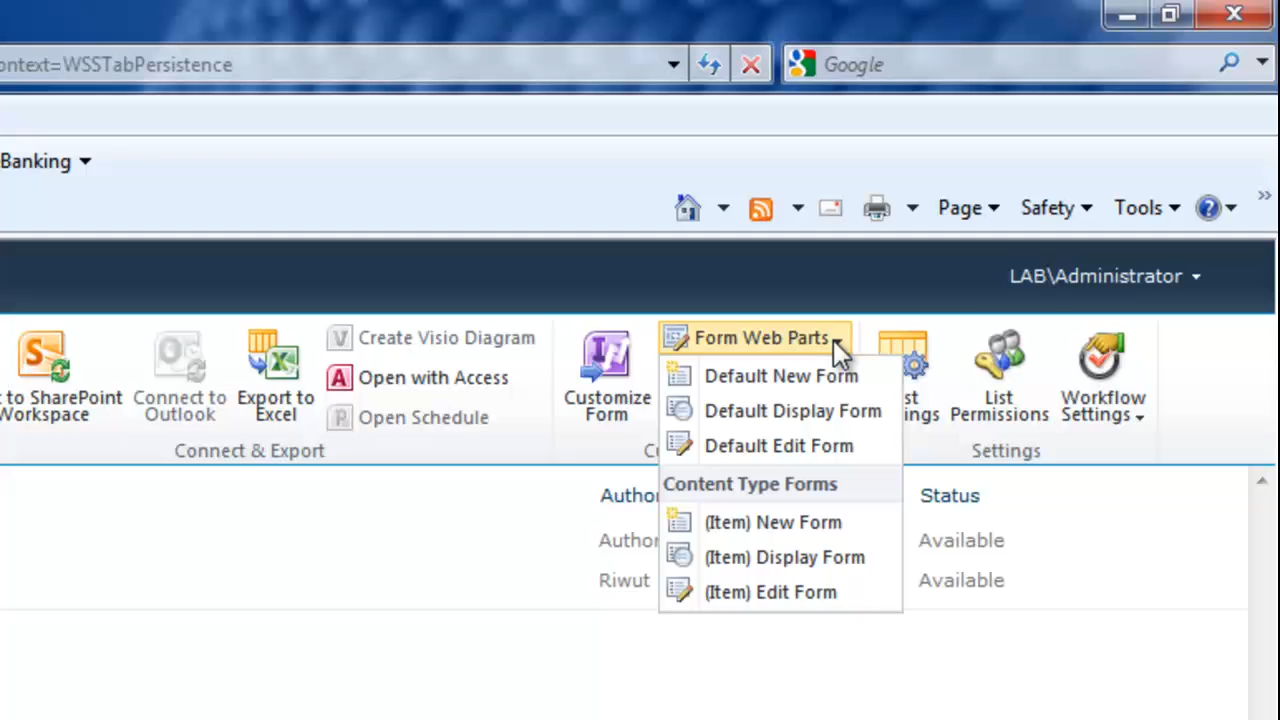 ontext=WSSTabPersistence
Google
Banking
Page
Safety
Tools
LAB\Administrator
to SharePoint
Workspace
Connect to
Outlook
Export to
Excel
Create Visio Diagram
Open with Access
Open Schedule
Connect & Export
Customize
Form
Form Web Parts
Default New Form
Default Display Form
Default Edit Form
Content Type Forms
(Item) New Form
(Item) Display Form
(Item) Edit Form
List
Permissions
Workflow
Settings
Settings
Author
Status
Author
Available
Riwut
Available